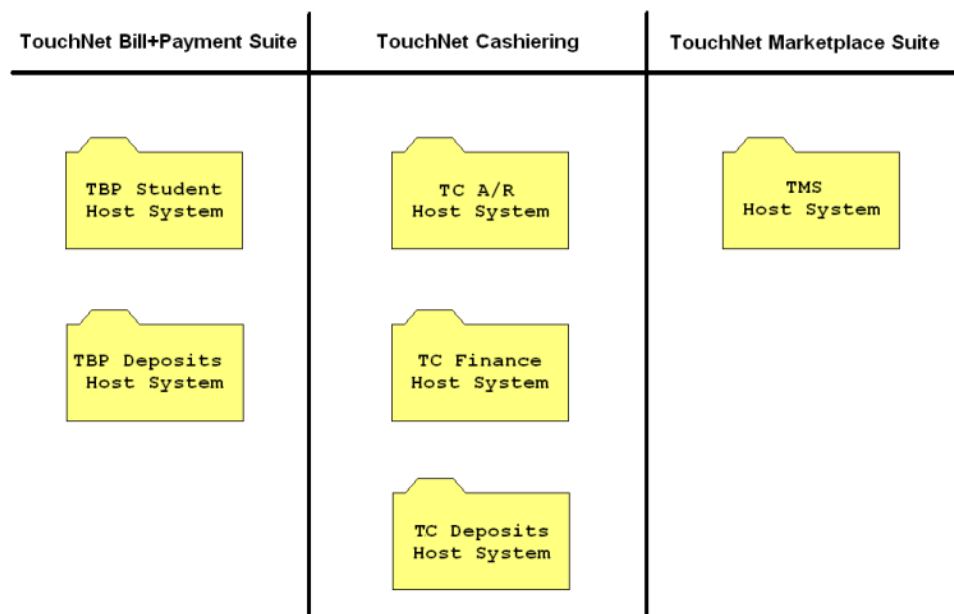 TouchNet Bill+Payment Suite
TouchNet Cashiering
TouchNet Marketplace Suite
TBP Student
Host System
TC A/R
Host System
TMS
Host System
TBP Deposits
Host System
TC Finance
Host System
TC Deposits
Host System